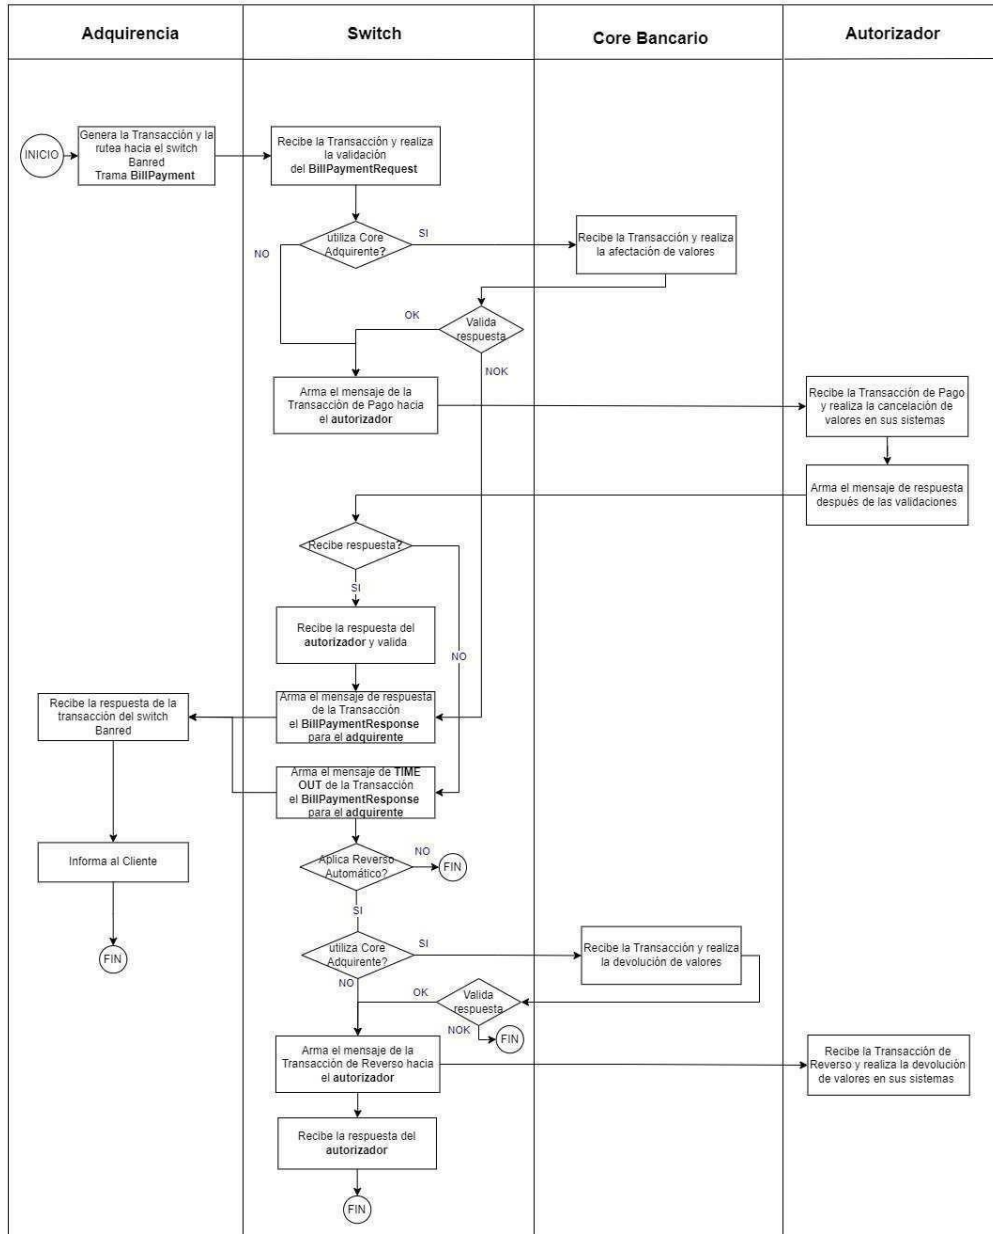 Adquirencia
Switch
Core Bancario
Autorizador
INICIO
Genera la Transacción y la
rutea hacia el switch
Banred
Trama BillPayment
Recibe la Transacción y realiza
la validación
del BillPaymentRequest
utiliza Core
Adquirente?
SI
NO
Recibe la Transacción y realiza
la afectación de valores
Valida
respuesta
OK
NOK
Arma el mensaje de la
Transacción de Pago hacia
el autorizador
Recibe la Transacción de Pago
y realiza la cancelación de
valores en sus sistemas
Arma el mensaje de respuesta
después de las validaciones
Recibe respuesta?
SI
NO
Recibe la respuesta del
autorizador y valida
Arma el mensaje de respuesta
de la Transacción
el BillPaymentResponse
para el adquirente
Recibe la respuesta de la
transacción del switch
Banred
Arma el mensaje de TIME
OUT de la Transacción
el BillPaymentResponse
para el adquirente
Informa al Cliente
FIN
Aplica Reverso
Automático?
NO
FIN
SI
utiliza Core
Adquirente?
SI
NO
Recibe la Transacción y realiza
la devolución de valores
Valida
respuesta
OK
NOK
FIN
Arma el mensaje de la
Transacción de Reverso hacia
el autorizador
Recibe la Transacción de
Reverso y realiza la devolución
de valores en sus sistemas
Recibe la respuesta del
autorizador
FIN